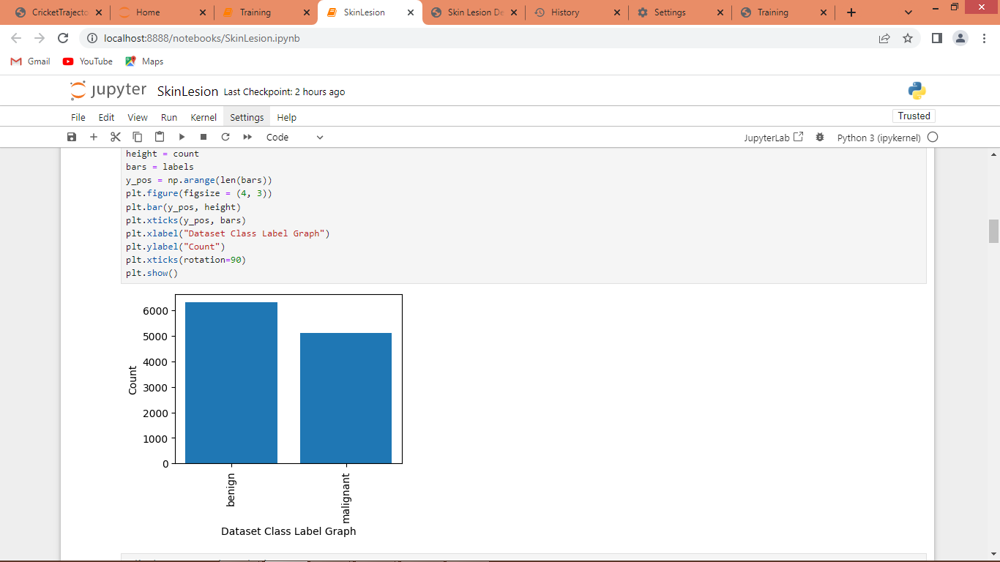 CricketTrajecto
Home
Training
SkinLesion
Skin Lesion De
History
Settings
Training
localhost:8888/notebooks/SkinLesion.ipynb
Gmail
YouTube
Maps
jupyter SkinLesion Last Checkpoint: 2 hours ago
File Edit View Run Kernel Settings Help
Trusted
Code
JupyterLab
Python 3 (ipykernel)
height = count
bars = labels
y_pos = np.arange(len(bars))
plt.figure(figsize = (4, 3))
plt.bar(y_pos, height)
plt.xticks(y_pos, bars)
plt.xlabel("Dataset Class Label Graph")
plt.ylabel("Count")
plt.xticks(rotation=90)
plt.show()
6000
5000
4000
3000
2000
1000
0
Count
benign
malignant
Dataset Class Label Graph